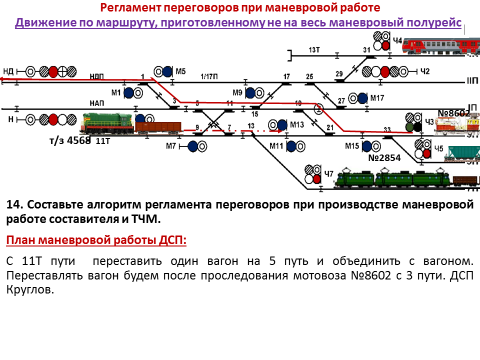 Регламент переговоров при маневровой работе
Движение по маршруту, приготовленному не на весь маневровый полурейс
31
Ч4
13Т
29
НД
М5
1
НДП
1/17П
17
25
Ч2
IIП
М1
3
М9
27
М17
НАП
5
11
15
IП
№8602
Н
9
7
13
М13
Ч3
т/з 4568
11Т
М7
М11
М15
33
Ч5
№2854
Ч7
14. Составьте алгоритм регламента переговоров при производстве маневровой
работе составителя и ТЧМ.
План маневровой работы ДСП:
С 11Т пути переставить один вагон на 5 путь и объединить с вагоном.
Переставлять вагон будем после проследования мотовоза №8602 с 3 пути. ДСП
Круглов.